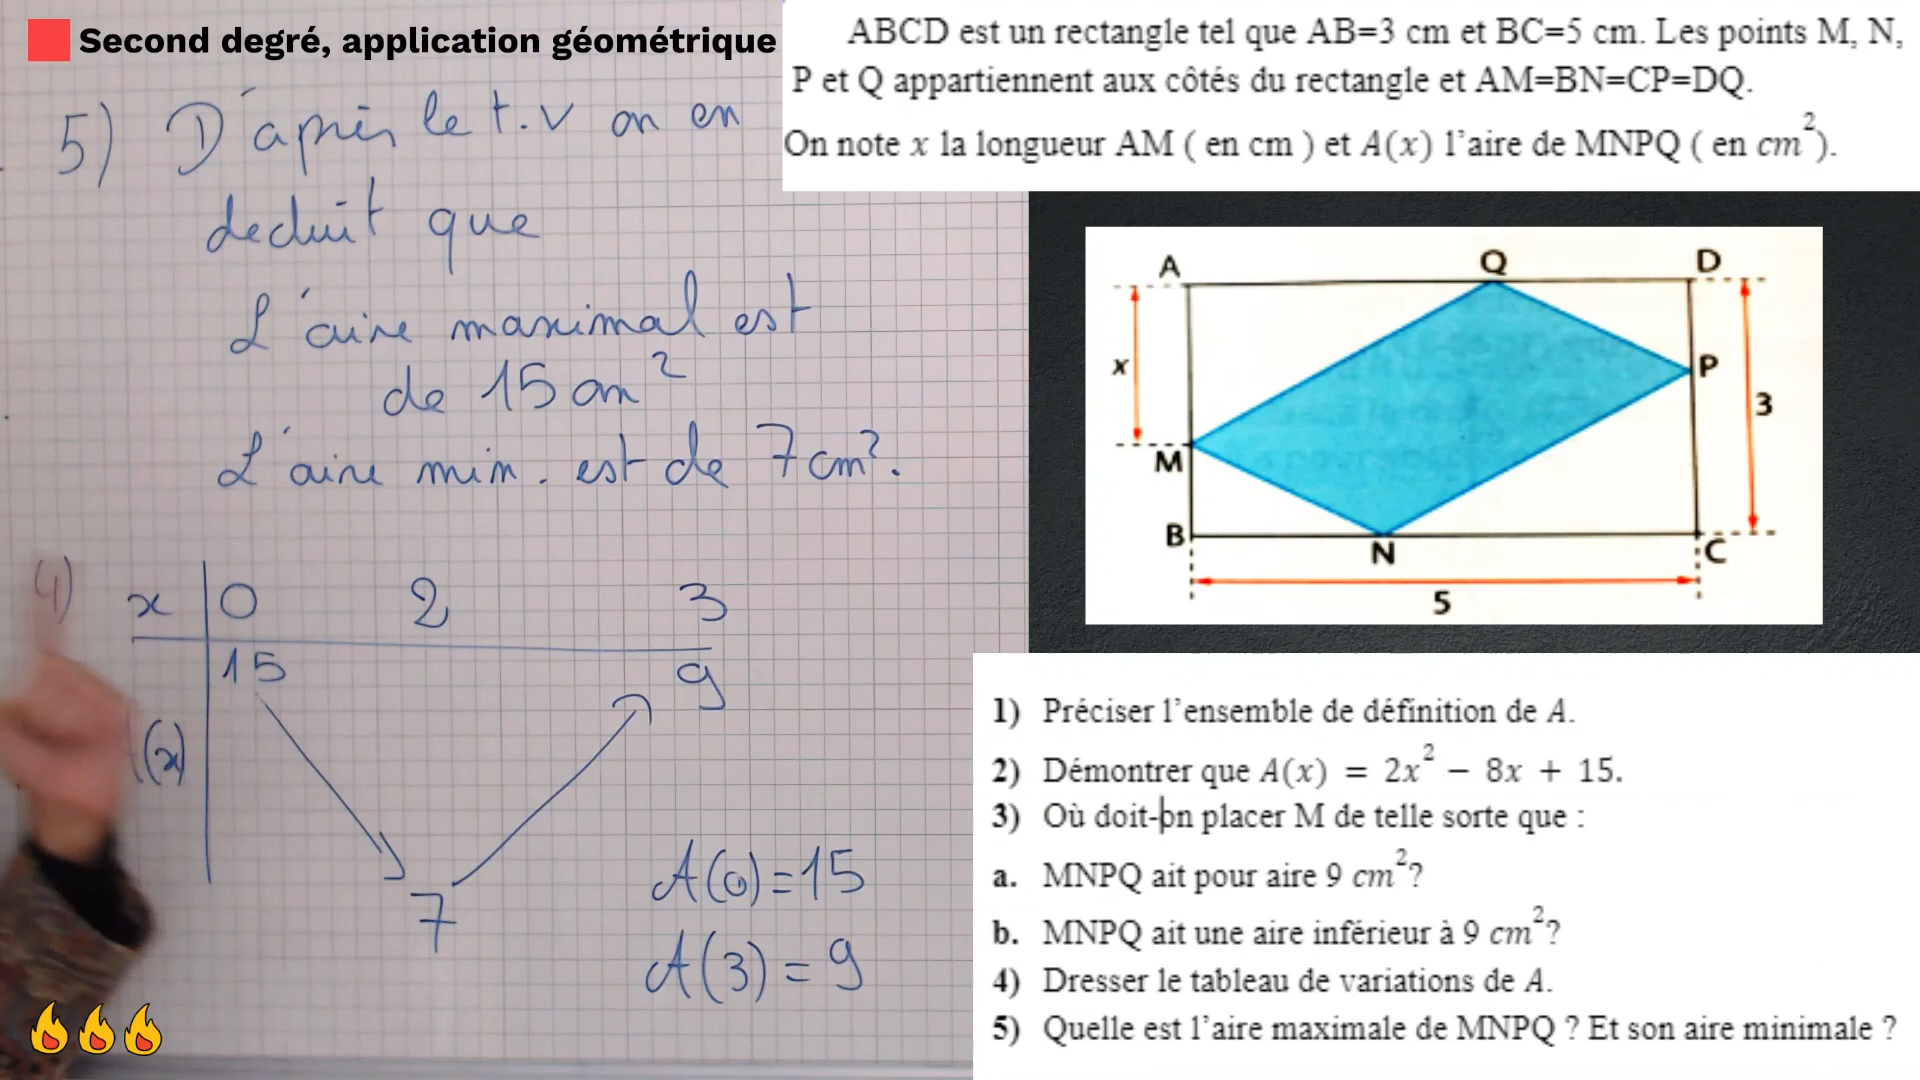 Second degré, application géométrique
5) D'après le t.v on en
deduit que
L'aire maximal est
de 15 cm²
L'aire min. est de 7 cm².
4)
x 0 2 3
(x) 15 7 9
A(0)=15
A(3)=9
ABCD est un rectangle tel que AB=3 cm et BC=5 cm. Les points M, N,
P et Q appartiennent aux côtés du rectangle et AM=BN=CP=DQ.
On note x la longueur AM ( en cm ) et A(x) l'aire de MNPQ ( en cm²).
A Q D
x P 3
M
B N C
5
1) Préciser l'ensemble de définition de A.
2) Démontrer que A(x) = 2x² − 8x + 15.
3) Où doit-on placer M de telle sorte que :
a. MNPQ ait pour aire 9 cm²?
b. MNPQ ait une aire inférieur à 9 cm²?
4) Dresser le tableau de variations de A.
5) Quelle est l'aire maximale de MNPQ ? Et son aire minimale ?